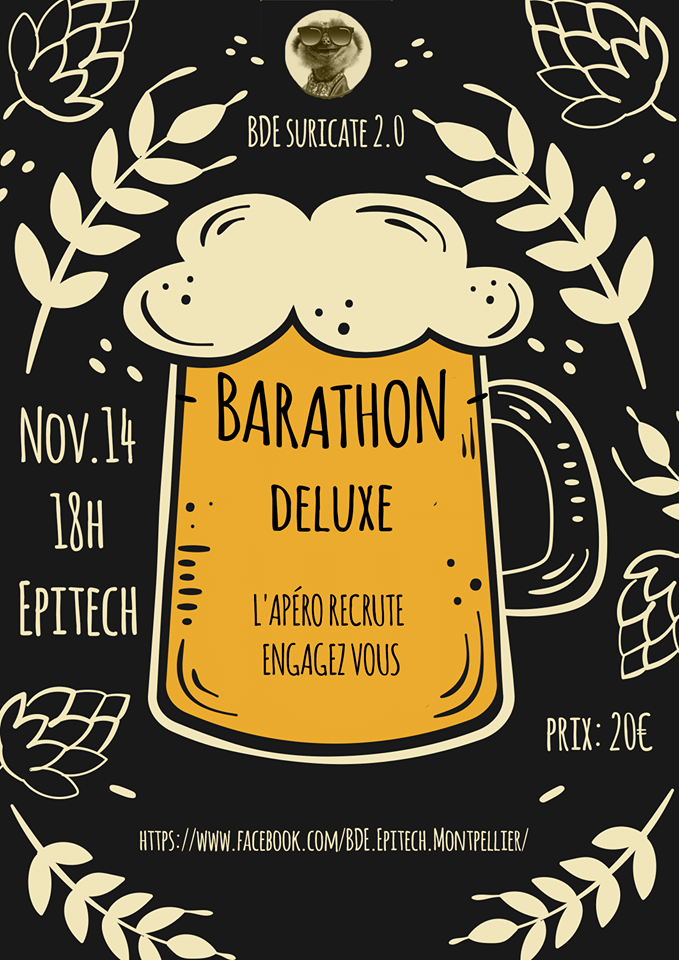 BDE SURICATE 2.0
BARATHON
DELUXE
NOV.14
18H
EPITECH
L'APÉRO RECRUTE
ENGAGEZ VOUS
PRIX: 20€
HTTPS://WWW.FACEBOOK.COM/BDE.EPITECH.MONTPELLIER/